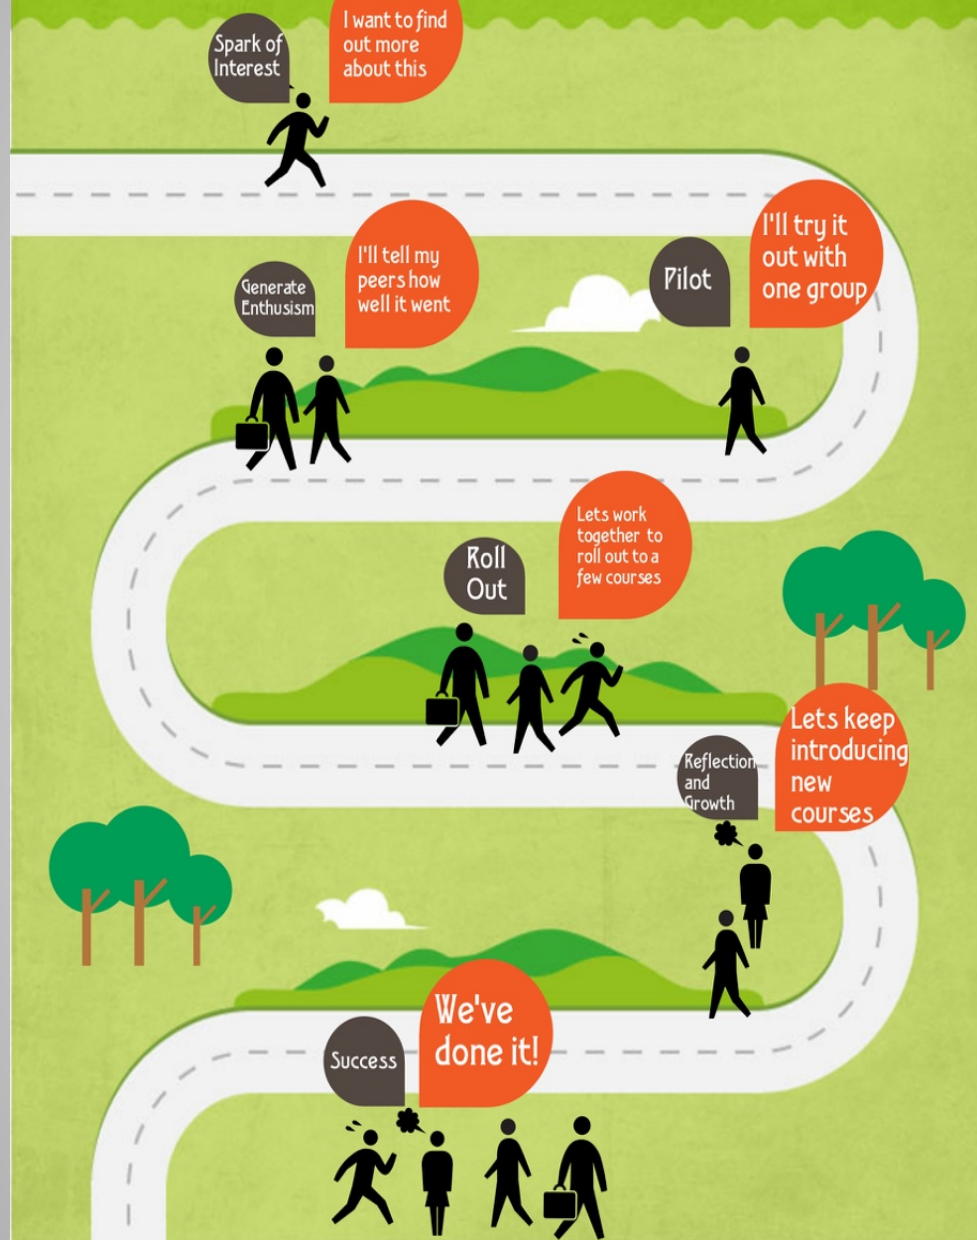 Spark of
Interest
I want to find
out more
about this
Pilot
I'll try it
out with
one group
Generate
Enthusism
I'll tell my
peers how
well it went
Roll
Out
Lets work
together to
roll out to a
few courses
Reflection
and
Growth
Lets keep
introducing
new
courses
Success
We've
done it!